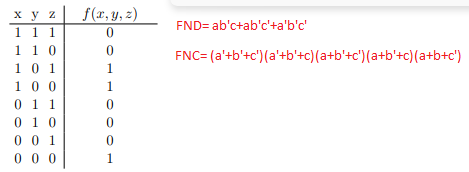 x y z f(x, y, z)
1 1 1 0
1 1 0 0
1 0 1 1
1 0 0 1
0 1 1 0
0 1 0 0
0 0 1 0
0 0 0 1
FND= ab'c+ab'c'+a'b'c'
FNC= (a'+b'+c')(a'+b'+c)(a+b'+c')(a+b'+c)(a+b+c')